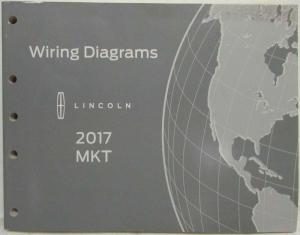 Wiring Diagrams
LINCOLN
2017
MKT